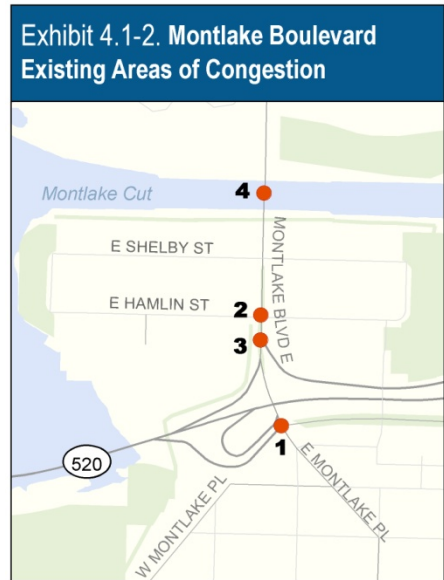 Exhibit 4.1-2. Montlake Boulevard
Existing Areas of Congestion
Montlake Cut
4
E SHELBY ST
MONTLAKE BLVD E
E HAMLIN ST
2
3
520
1
W MONTLAKE PL
E MONTLAKE PL